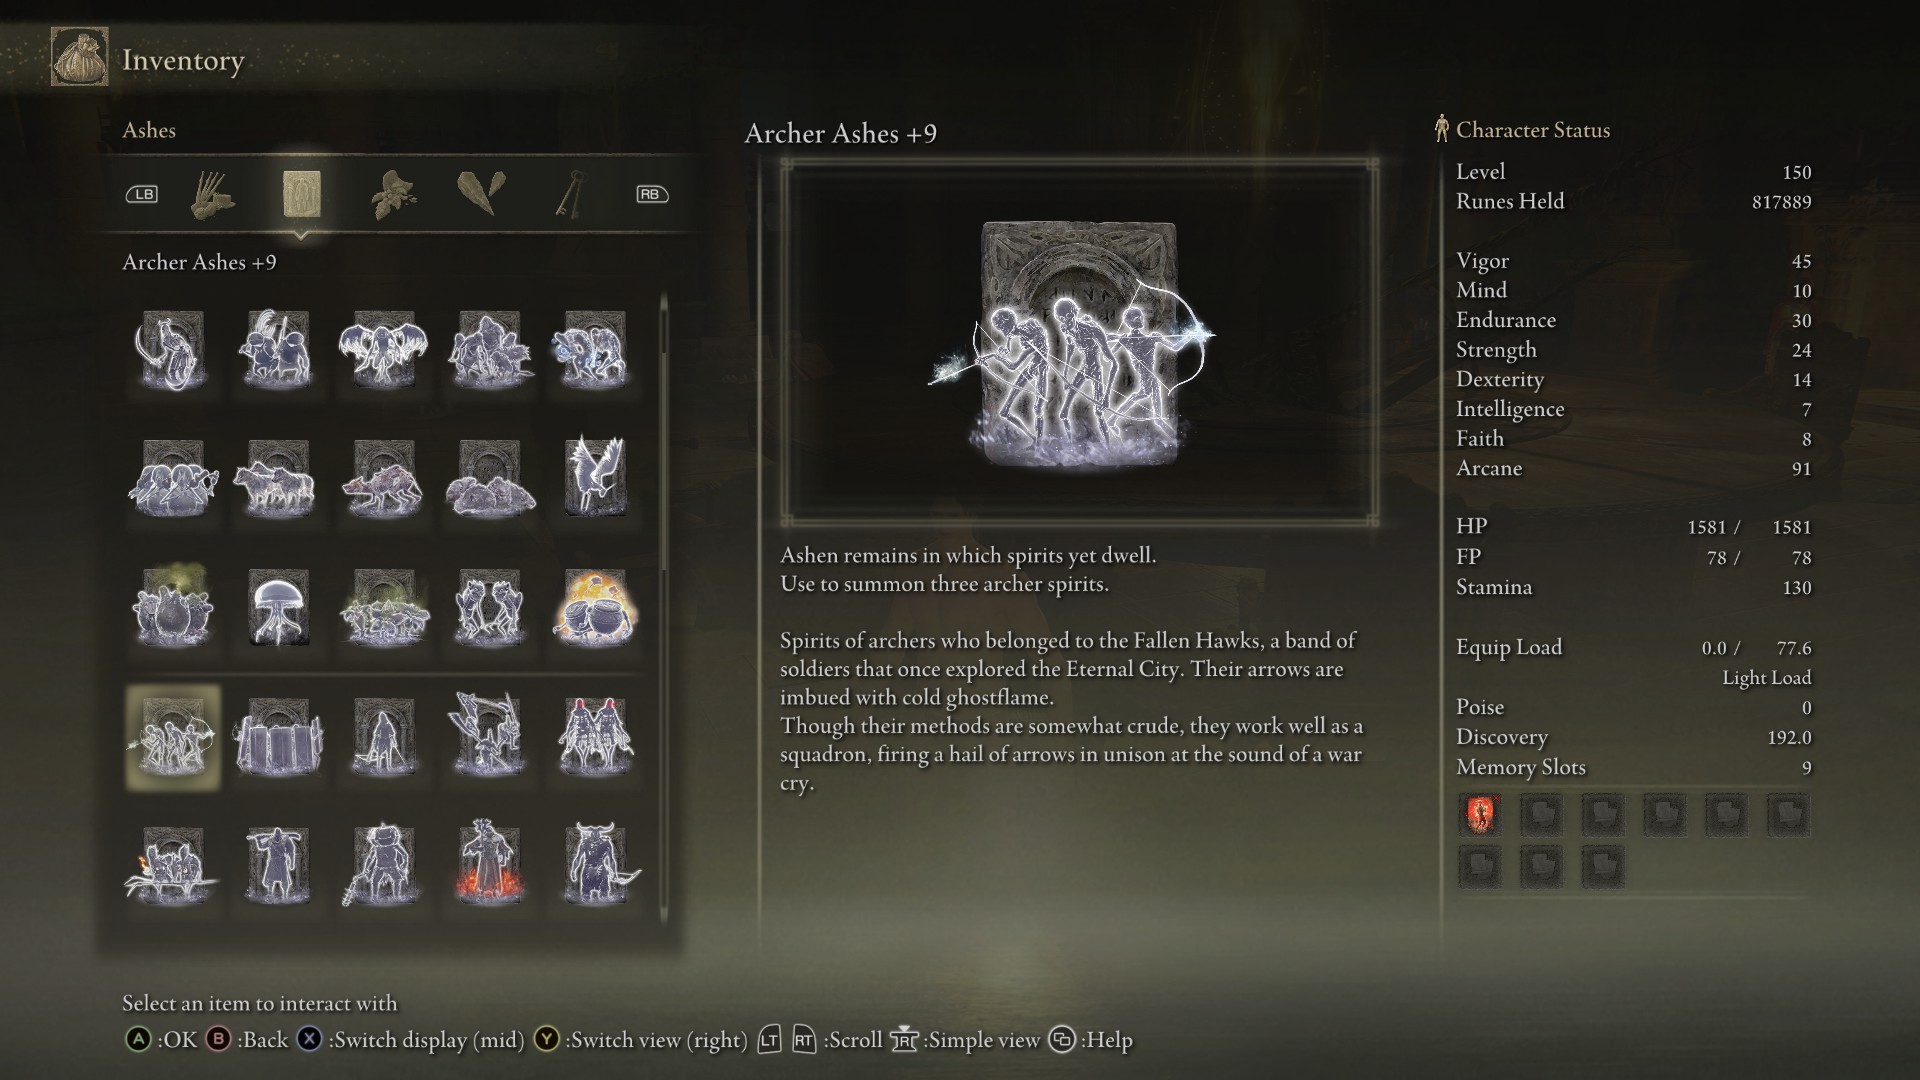 Inventory
Ashes
LB
RB
Archer Ashes +9
Archer Ashes +9
Ashen remains in which spirits yet dwell.
Use to summon three archer spirits.
Spirits of archers who belonged to the Fallen Hawks, a band of
soldiers that once explored the Eternal City. Their arrows are
imbued with cold ghostflame.
Though their methods are somewhat crude, they work well as a
squadron, firing a hail of arrows in unison at the sound of a war
cry.
Character Status
Level 150
Runes Held 817889
Vigor 45
Mind 10
Endurance 30
Strength 24
Dexterity 14
Intelligence 7
Faith 8
Arcane 91
HP 1581 / 1581
FP 78 / 78
Stamina 130
Equip Load 0.0 / 77.6
Light Load
Poise 0
Discovery 192.0
Memory Slots 9
Select an item to interact with
A :OK B :Back X :Switch display (mid) Y :Switch view (right) LT RT :Scroll R :Simple view :Help